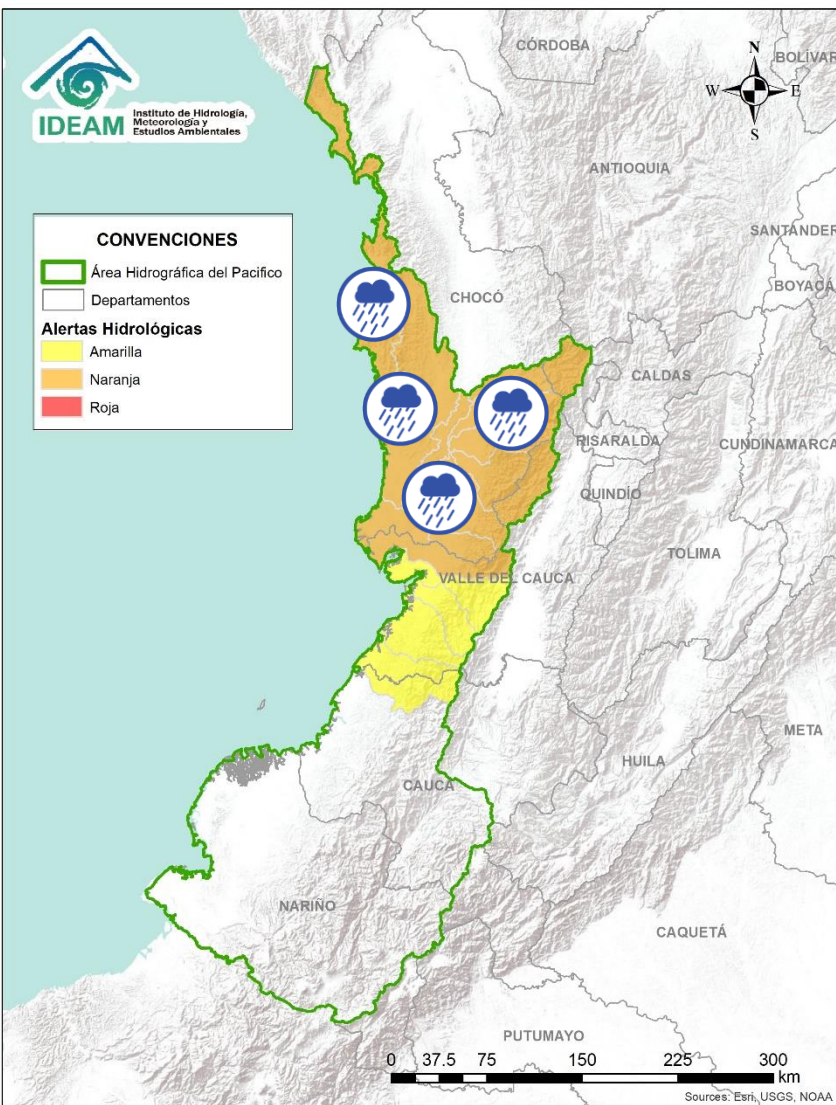 IDEAM
Instituto de Hidrología,
Meteorología y
Estudios Ambientales
CÓRDOBA
BOLÍVAR
N
W
E
S
ANTIOQUIA
SANTANDER
BOYACÁ
CONVENCIONES
Área Hidrográfica del Pacifico
Departamentos
Alertas Hidrológicas
Amarilla
Naranja
Roja
CHOCÓ
CALDAS
RISARALDA
CUNDINAMARCA
QUINDÍO
TOLIMA
VALLE DEL CAUCA
META
HUILA
CAUCA
NARIÑO
CAQUETÁ
PUTUMAYO
0 37.5 75 150 225 300
km
Sources: Esri, USGS, NOAA